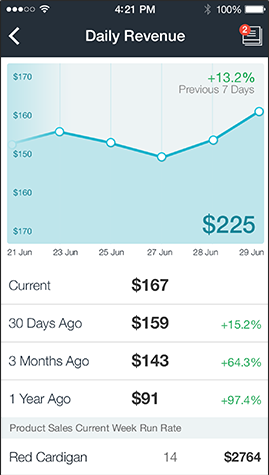 4:21 PM 100%
Daily Revenue 2
$170 +13.2%
Previous 7 Days
$160
$150
$160
$170 $225
21 Jun 23 Jun 25 Jun 27 Jun 28 Jun 29 Jun
Current $167
30 Days Ago $159 +15.2%
3 Months Ago $143 +64.3%
1 Year Ago $91 +97.4%
Product Sales Current Week Run Rate
Red Cardigan 14 $2764